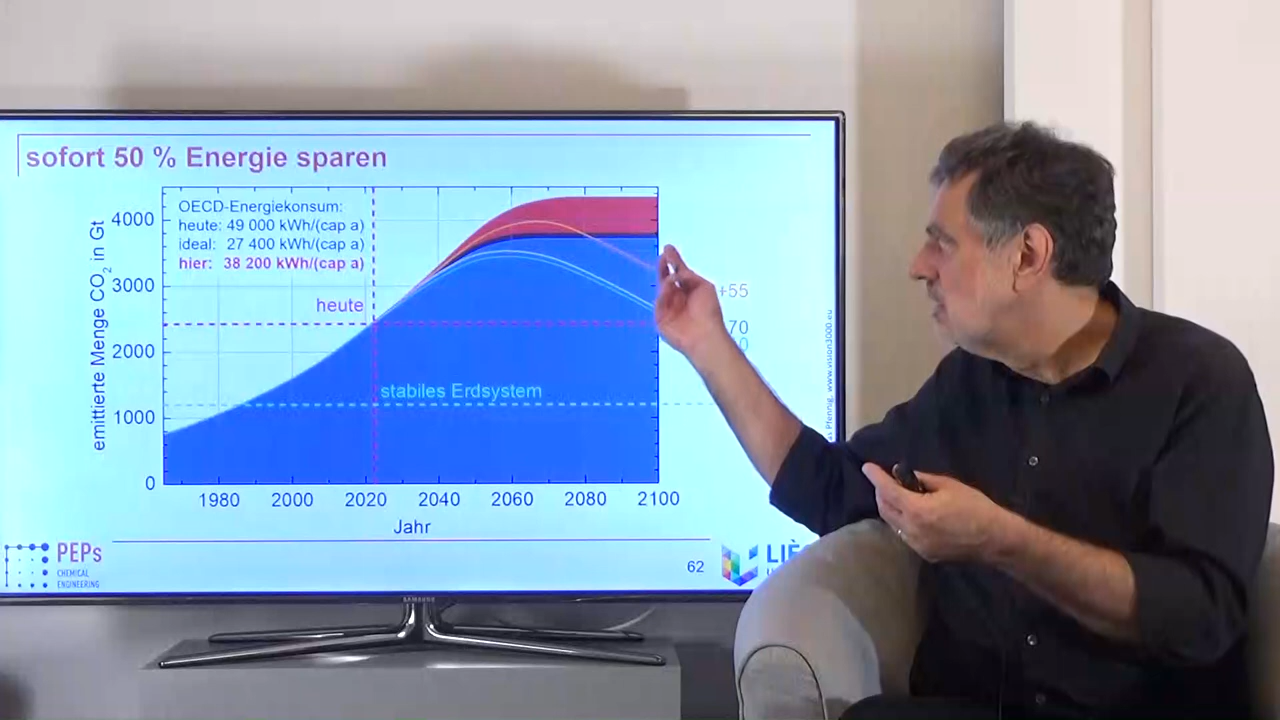 sofort 50 % Energie sparen
OECD-Energiekonsum:
heute: 49 000 kWh/(cap a)
ideal: 27 400 kWh/(cap a)
hier: 38 200 kWh/(cap a)
heute
stabiles Erdsystem
emittierte Menge CO2 in Gt
4000
3000
2000
1000
0
1980
2000
2020
2040
2060
2080
2100
Jahr
+55
70
0
Pfennig, www.vision3000.eu
PEPs
CHEMICAL
ENGINEERING
62
SAMSUNG